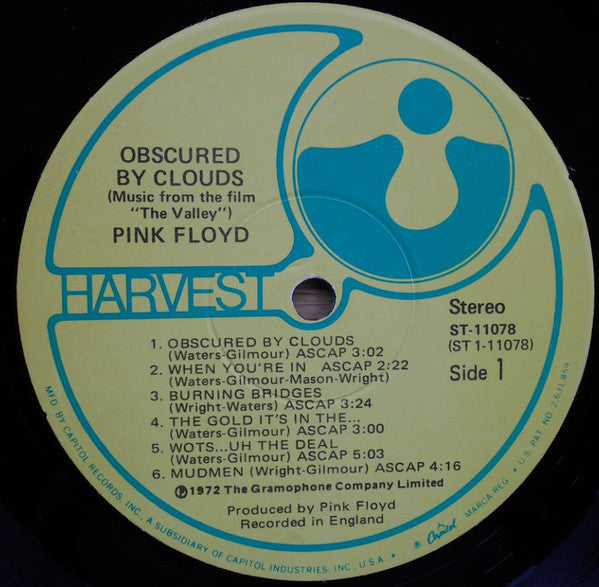 OBSCURED
BY CLOUDS
(Music from the film
"The Valley")
PINK FLOYD
HARVEST
Stereo
ST-11078
(ST 1-11078)
Side 1
1. OBSCURED BY CLOUDS
(Waters-Gilmour) ASCAP 3:02
2. WHEN YOU'RE IN ASCAP 2:22
(Waters-Gilmour-Mason-Wright)
3. BURNING BRIDGES
(Wright-Waters) ASCAP 3:24
4. THE GOLD IT'S IN THE...
(Waters-Gilmour) ASCAP 3:00
5. WOTS...UH THE DEAL
(Waters-Gilmour) ASCAP 5:03
6. MUDMEN (Wright-Gilmour) ASCAP 4:16
Ⓟ1972 The Gramophone Company Limited
Produced by Pink Floyd
Recorded in England
MFD. BY CAPITOL RECORDS, INC., A SUBSIDIARY OF CAPITOL INDUSTRIES, INC., U.S.A. • ® Capitol MARCA REG. • U.S. PAT. NO. 2,631,859